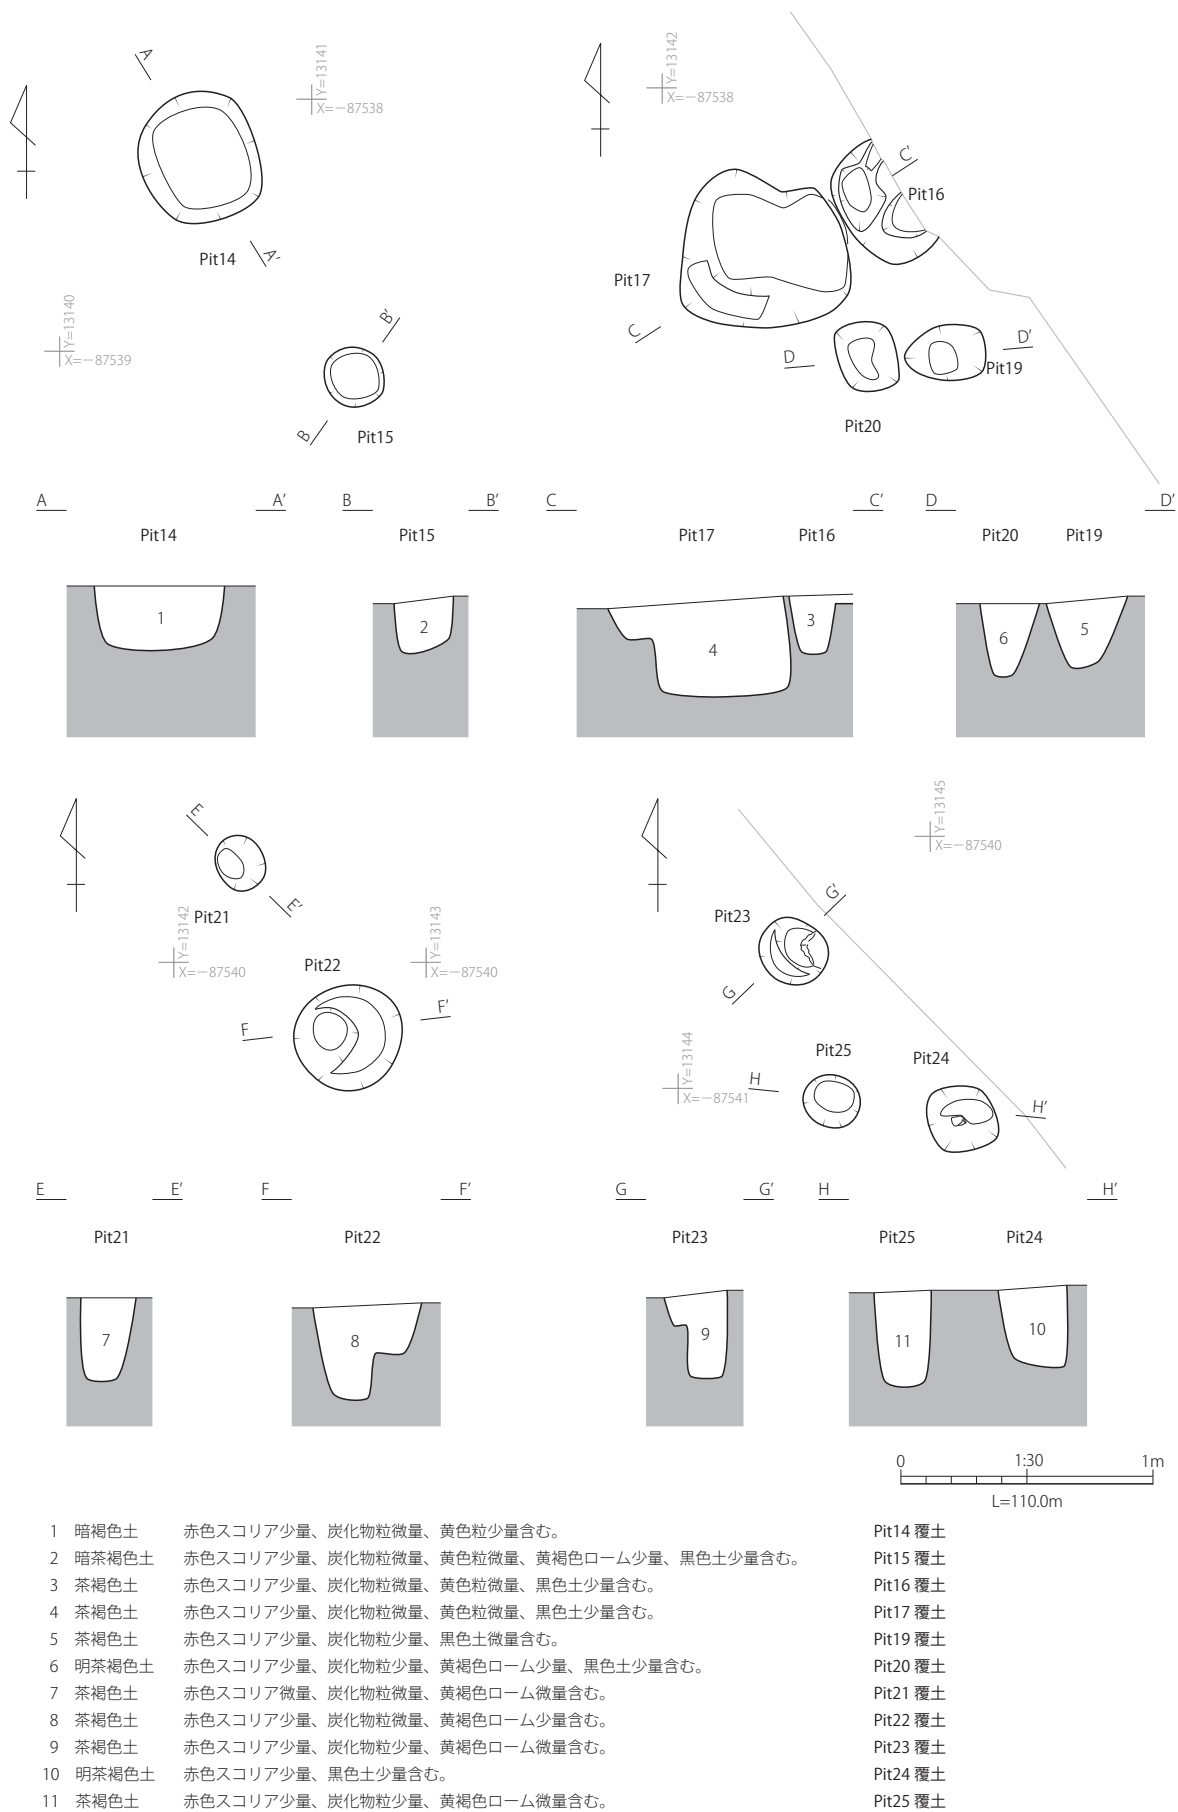 A
Y=13141
X=－87538
Pit14
A′
Y=13142
X=－87538
C′
Pit16
Pit17
C
Y=13140
X=－87539
B′
B
Pit15
D
D′
Pit19
Pit20
A A′ B B′ C C′ D D′
Pit14 Pit15 Pit17 Pit16 Pit20 Pit19
1 2 4 3 6 5
E
E′
Pit21
Y=13142
X=－87540
Y=13143
X=－87540
Pit22
F
F′
Y=13145
X=－87540
G′
Pit23
G
Y=13144
X=－87541
Pit25
Pit24
H
H′
E E′ F F′ G G′ H H′
Pit21 Pit22 Pit23 Pit25 Pit24
7 8 9 11 10
0 1:30 1m
L=110.0m
1 暗褐色土 赤色スコリア少量、炭化物粒微量、黄色粒少量含む。 Pit14 覆土
2 暗茶褐色土 赤色スコリア少量、炭化物粒微量、黄色粒微量、黄褐色ローム少量、黒色土少量含む。 Pit15 覆土
3 茶褐色土 赤色スコリア少量、炭化物粒微量、黄色粒微量、黒色土少量含む。 Pit16 覆土
4 茶褐色土 赤色スコリア少量、炭化物粒微量、黄色粒微量、黒色土少量含む。 Pit17 覆土
5 茶褐色土 赤色スコリア少量、炭化物粒少量、黒色土微量含む。 Pit19 覆土
6 明茶褐色土 赤色スコリア少量、炭化物粒少量、黄褐色ローム少量、黒色土少量含む。 Pit20 覆土
7 茶褐色土 赤色スコリア微量、炭化物粒微量、黄褐色ローム微量含む。 Pit21 覆土
8 茶褐色土 赤色スコリア少量、炭化物粒微量、黄褐色ローム少量含む。 Pit22 覆土
9 茶褐色土 赤色スコリア少量、炭化物粒少量、黄褐色ローム微量含む。 Pit23 覆土
10 明茶褐色土 赤色スコリア少量、黒色土少量含む。 Pit24 覆土
11 茶褐色土 赤色スコリア少量、炭化物粒少量、黄褐色ローム微量含む。 Pit25 覆土